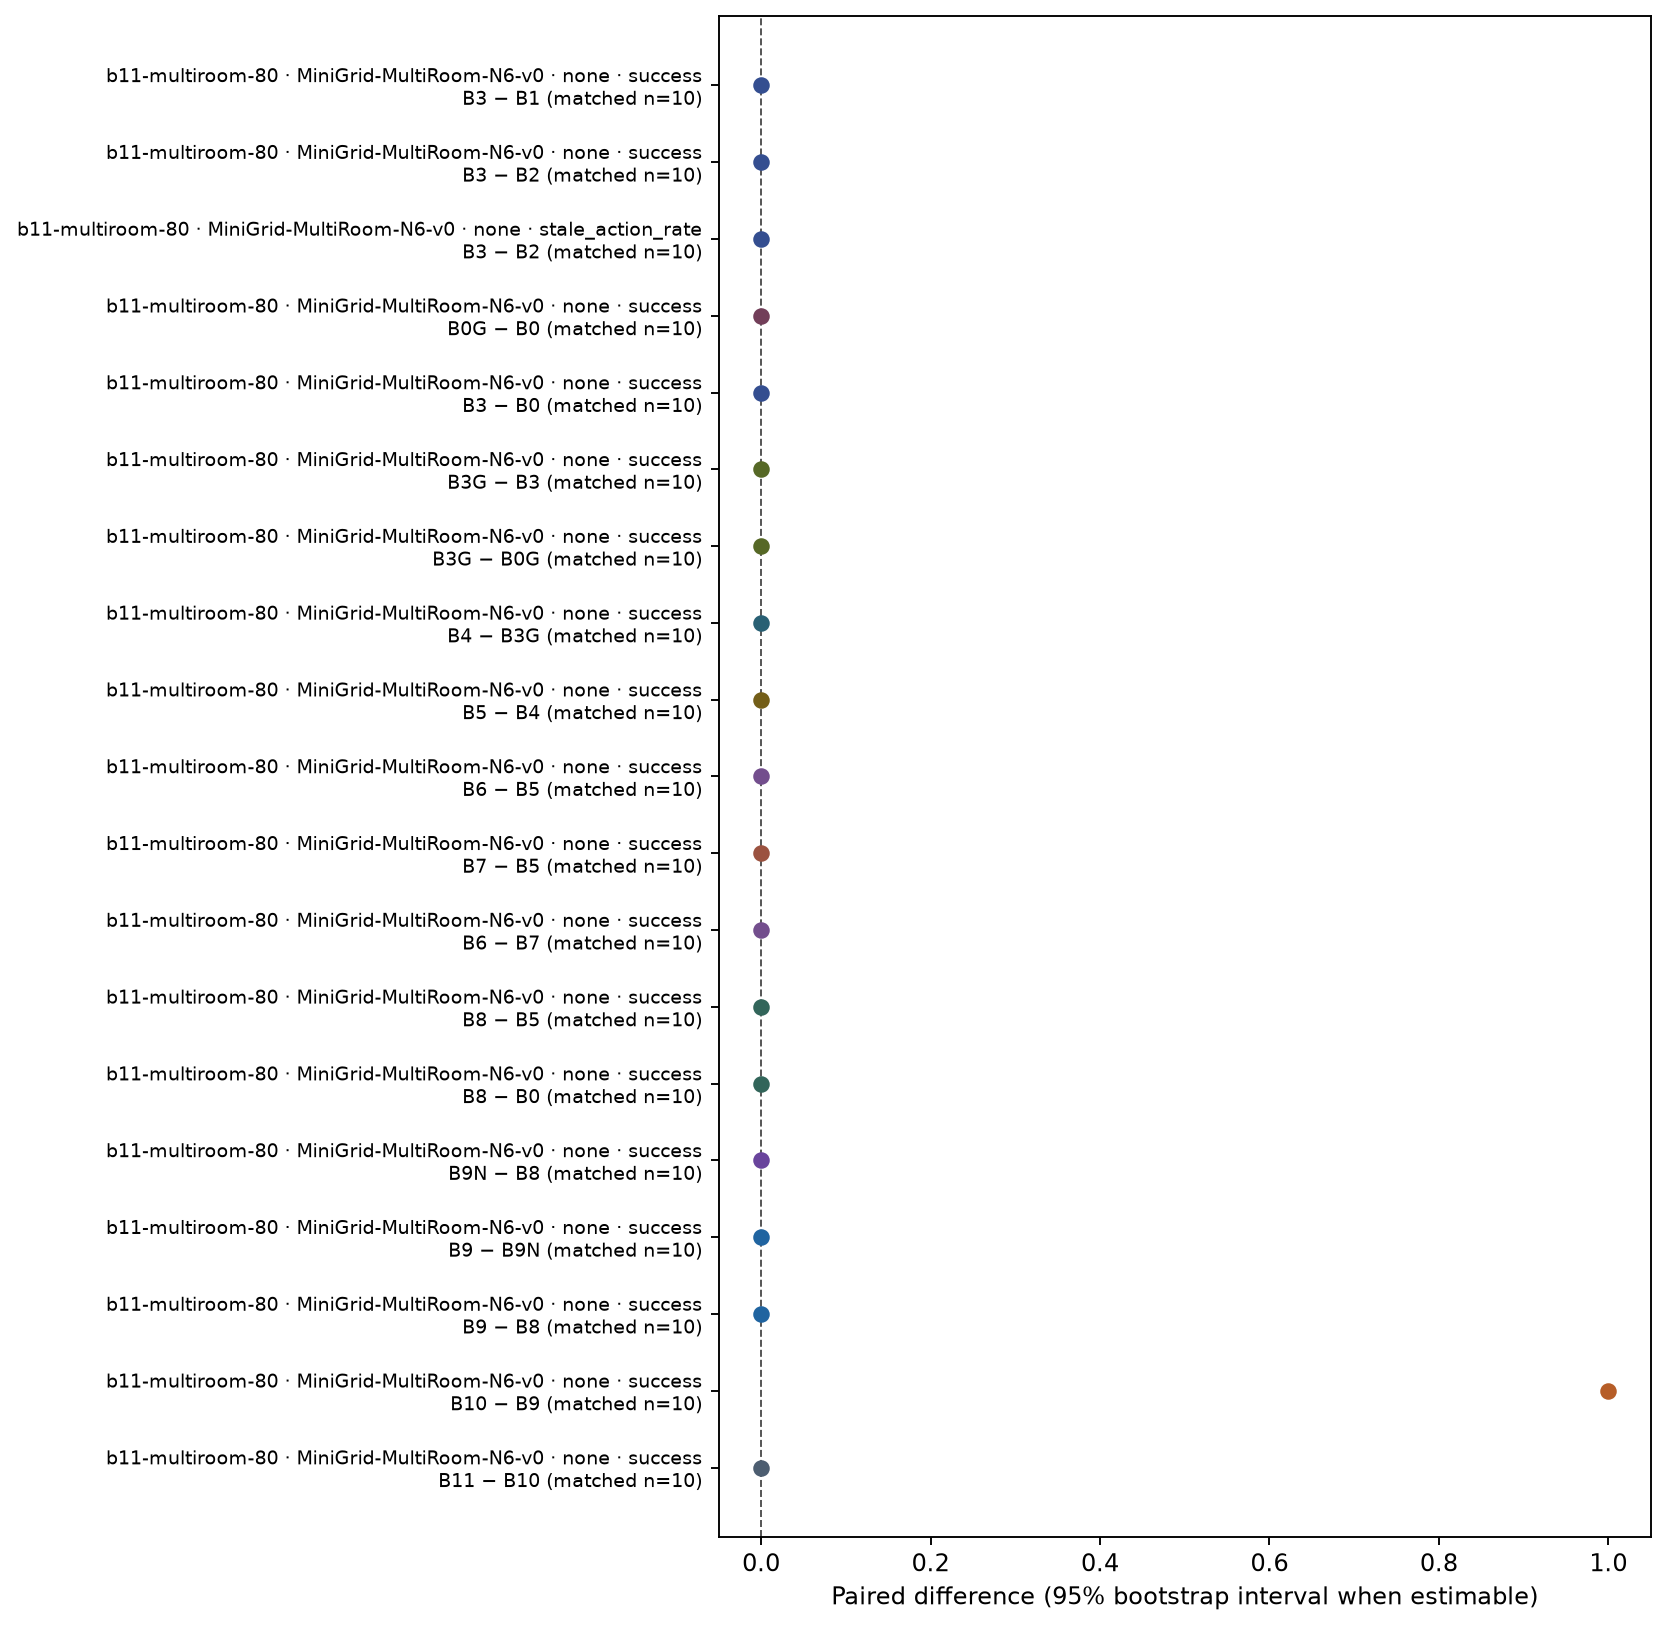 b11-multiroom-80 · MiniGrid-MultiRoom-N6-v0 · none · success
B3 − B1 (matched n=10)
b11-multiroom-80 · MiniGrid-MultiRoom-N6-v0 · none · success
B3 − B2 (matched n=10)
b11-multiroom-80 · MiniGrid-MultiRoom-N6-v0 · none · stale_action_rate
B3 − B2 (matched n=10)
b11-multiroom-80 · MiniGrid-MultiRoom-N6-v0 · none · success
B0G − B0 (matched n=10)
b11-multiroom-80 · MiniGrid-MultiRoom-N6-v0 · none · success
B3 − B0 (matched n=10)
b11-multiroom-80 · MiniGrid-MultiRoom-N6-v0 · none · success
B3G − B3 (matched n=10)
b11-multiroom-80 · MiniGrid-MultiRoom-N6-v0 · none · success
B3G − B0G (matched n=10)
b11-multiroom-80 · MiniGrid-MultiRoom-N6-v0 · none · success
B4 − B3G (matched n=10)
b11-multiroom-80 · MiniGrid-MultiRoom-N6-v0 · none · success
B5 − B4 (matched n=10)
b11-multiroom-80 · MiniGrid-MultiRoom-N6-v0 · none · success
B6 − B5 (matched n=10)
b11-multiroom-80 · MiniGrid-MultiRoom-N6-v0 · none · success
B7 − B5 (matched n=10)
b11-multiroom-80 · MiniGrid-MultiRoom-N6-v0 · none · success
B6 − B7 (matched n=10)
b11-multiroom-80 · MiniGrid-MultiRoom-N6-v0 · none · success
B8 − B5 (matched n=10)
b11-multiroom-80 · MiniGrid-MultiRoom-N6-v0 · none · success
B8 − B0 (matched n=10)
b11-multiroom-80 · MiniGrid-MultiRoom-N6-v0 · none · success
B9N − B8 (matched n=10)
b11-multiroom-80 · MiniGrid-MultiRoom-N6-v0 · none · success
B9 − B9N (matched n=10)
b11-multiroom-80 · MiniGrid-MultiRoom-N6-v0 · none · success
B9 − B8 (matched n=10)
b11-multiroom-80 · MiniGrid-MultiRoom-N6-v0 · none · success
B10 − B9 (matched n=10)
b11-multiroom-80 · MiniGrid-MultiRoom-N6-v0 · none · success
B11 − B10 (matched n=10)
0.0 0.2 0.4 0.6 0.8 1.0
Paired difference (95% bootstrap interval when estimable)